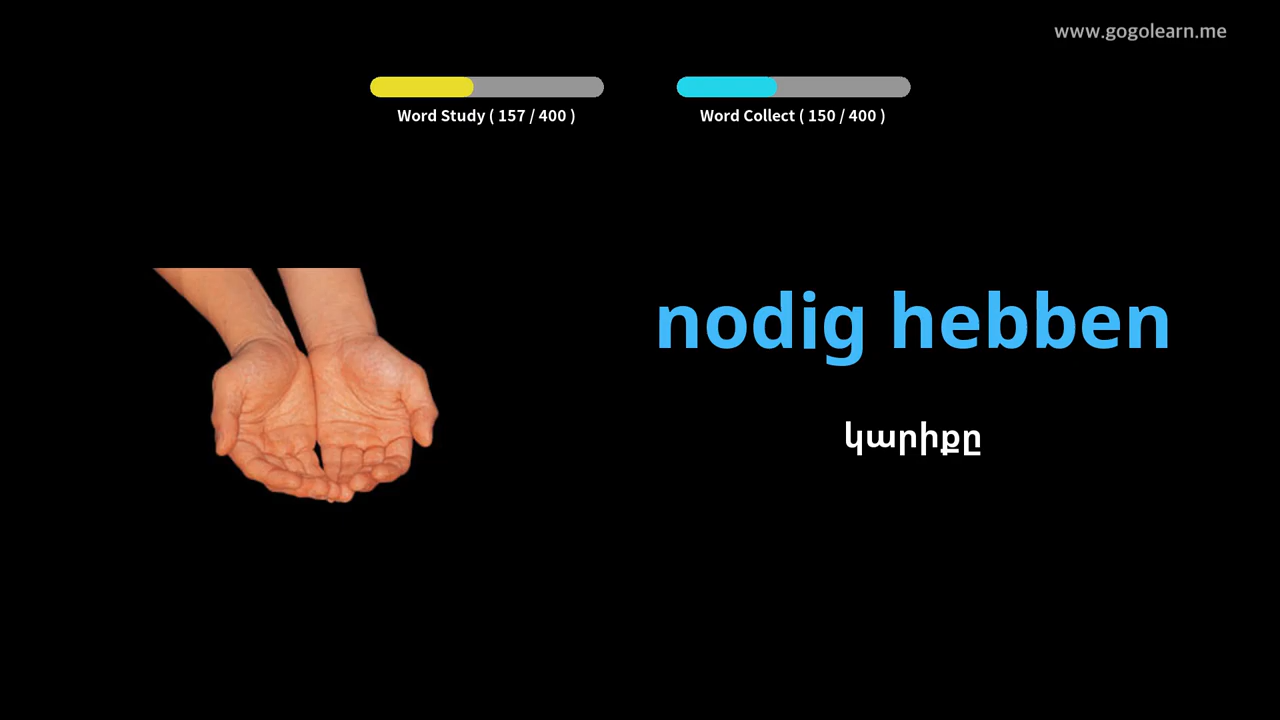 www.gogolearn.me
Word Study ( 157 / 400 )
Word Collect ( 150 / 400 )
nodig hebben
կարիքը